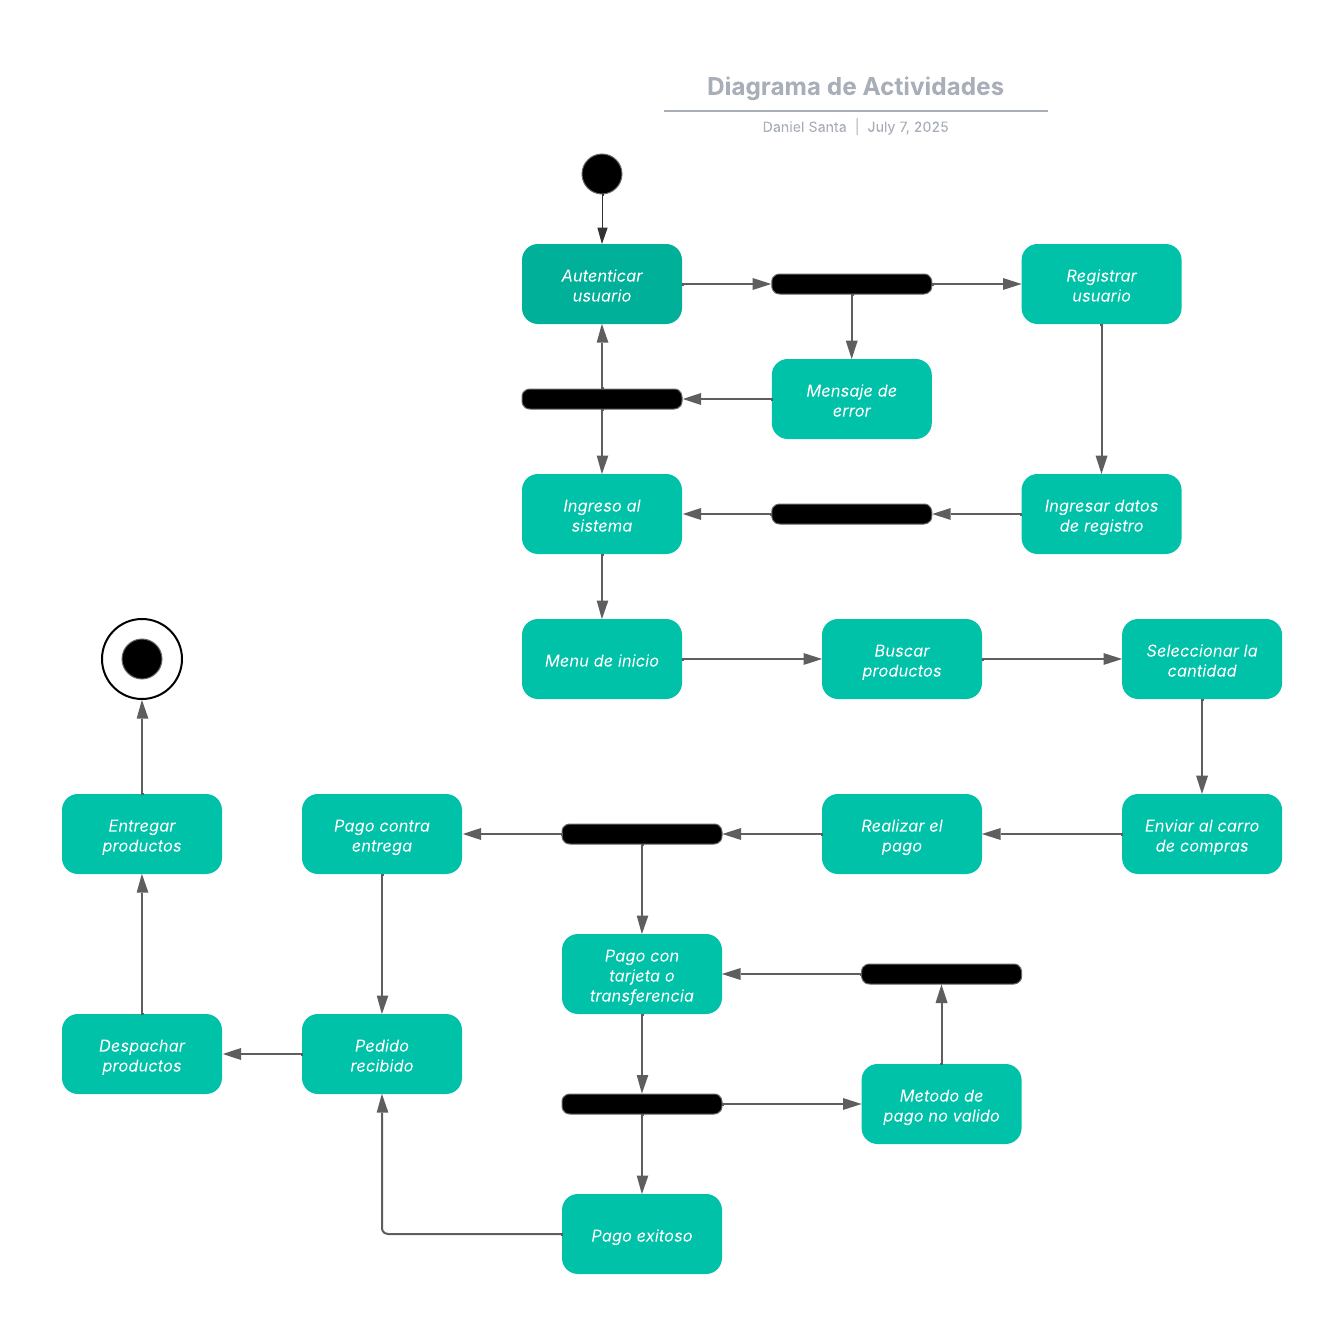 Diagrama de Actividades
Daniel Santa | July 7, 2025
Autenticar
usuario
Registrar
usuario
Mensaje de
error
Ingreso al
sistema
Ingresar datos
de registro
Menu de inicio
Buscar
productos
Seleccionar la
cantidad
Entregar
productos
Pago contra
entrega
Realizar el
pago
Enviar al carro
de compras
Pago con
tarjeta o
transferencia
Despachar
productos
Pedido
recibido
Metodo de
pago no valido
Pago exitoso